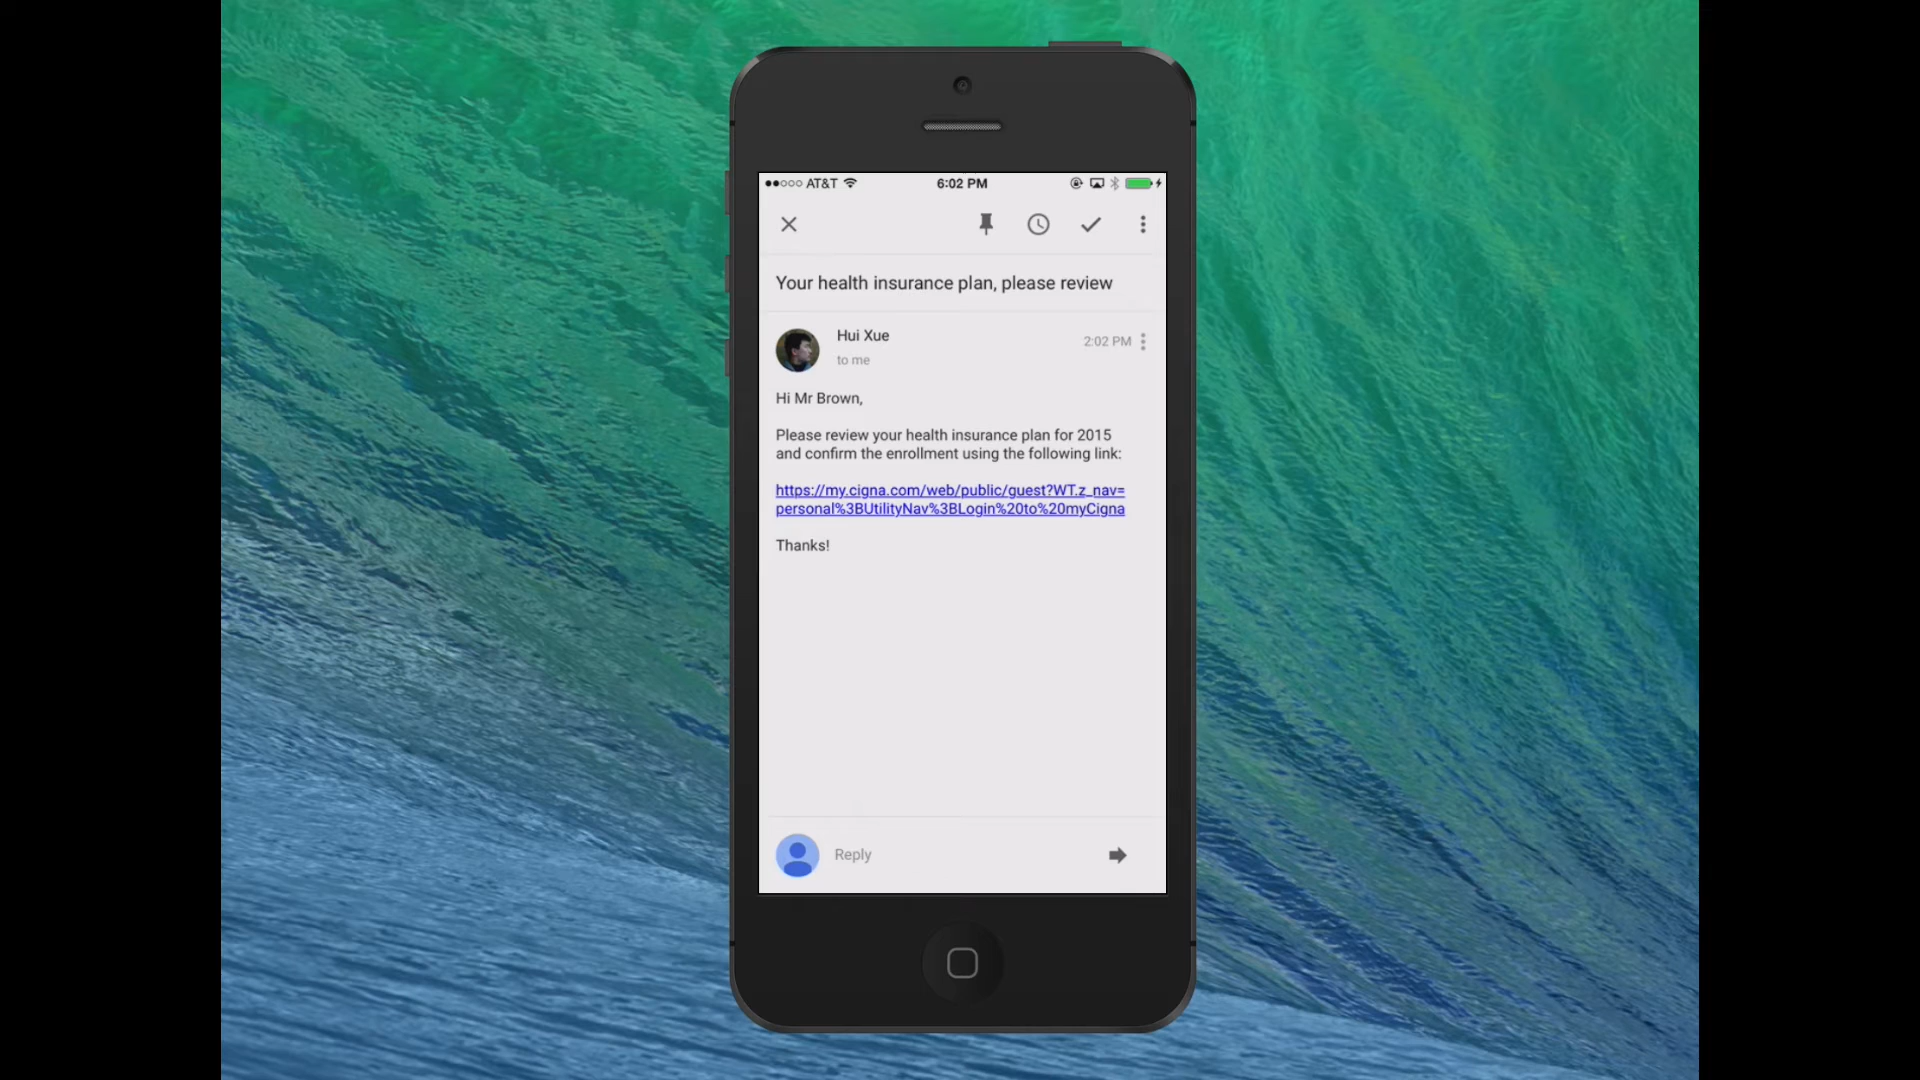 AT&T 6:02 PM
Your health insurance plan, please review
Hui Xue
2:02 PM
to me
Hi Mr Brown,
Please review your health insurance plan for 2015
and confirm the enrollment using the following link:
https://my.cigna.com/web/public/guest?WT.z_nav=
personal%3BUtilityNav%3BLogin%20to%20myCigna
Thanks!
Reply